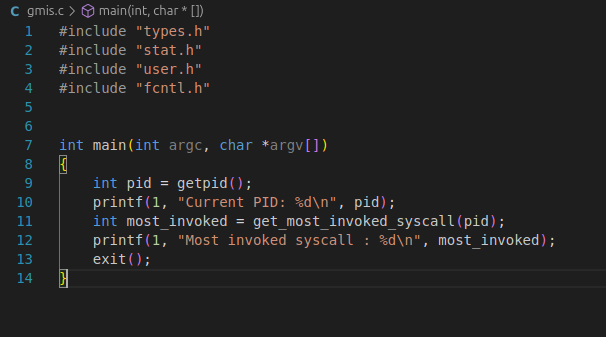 C gmis.c > main(int, char * [])
1 #include "types.h"
2 #include "stat.h"
3 #include "user.h"
4 #include "fcntl.h"
5
6
7 int main(int argc, char *argv[])
8 {
9     int pid = getpid();
10     printf(1, "Current PID: %d\n", pid);
11     int most_invoked = get_most_invoked_syscall(pid);
12     printf(1, "Most invoked syscall : %d\n", most_invoked);
13     exit();
14 }